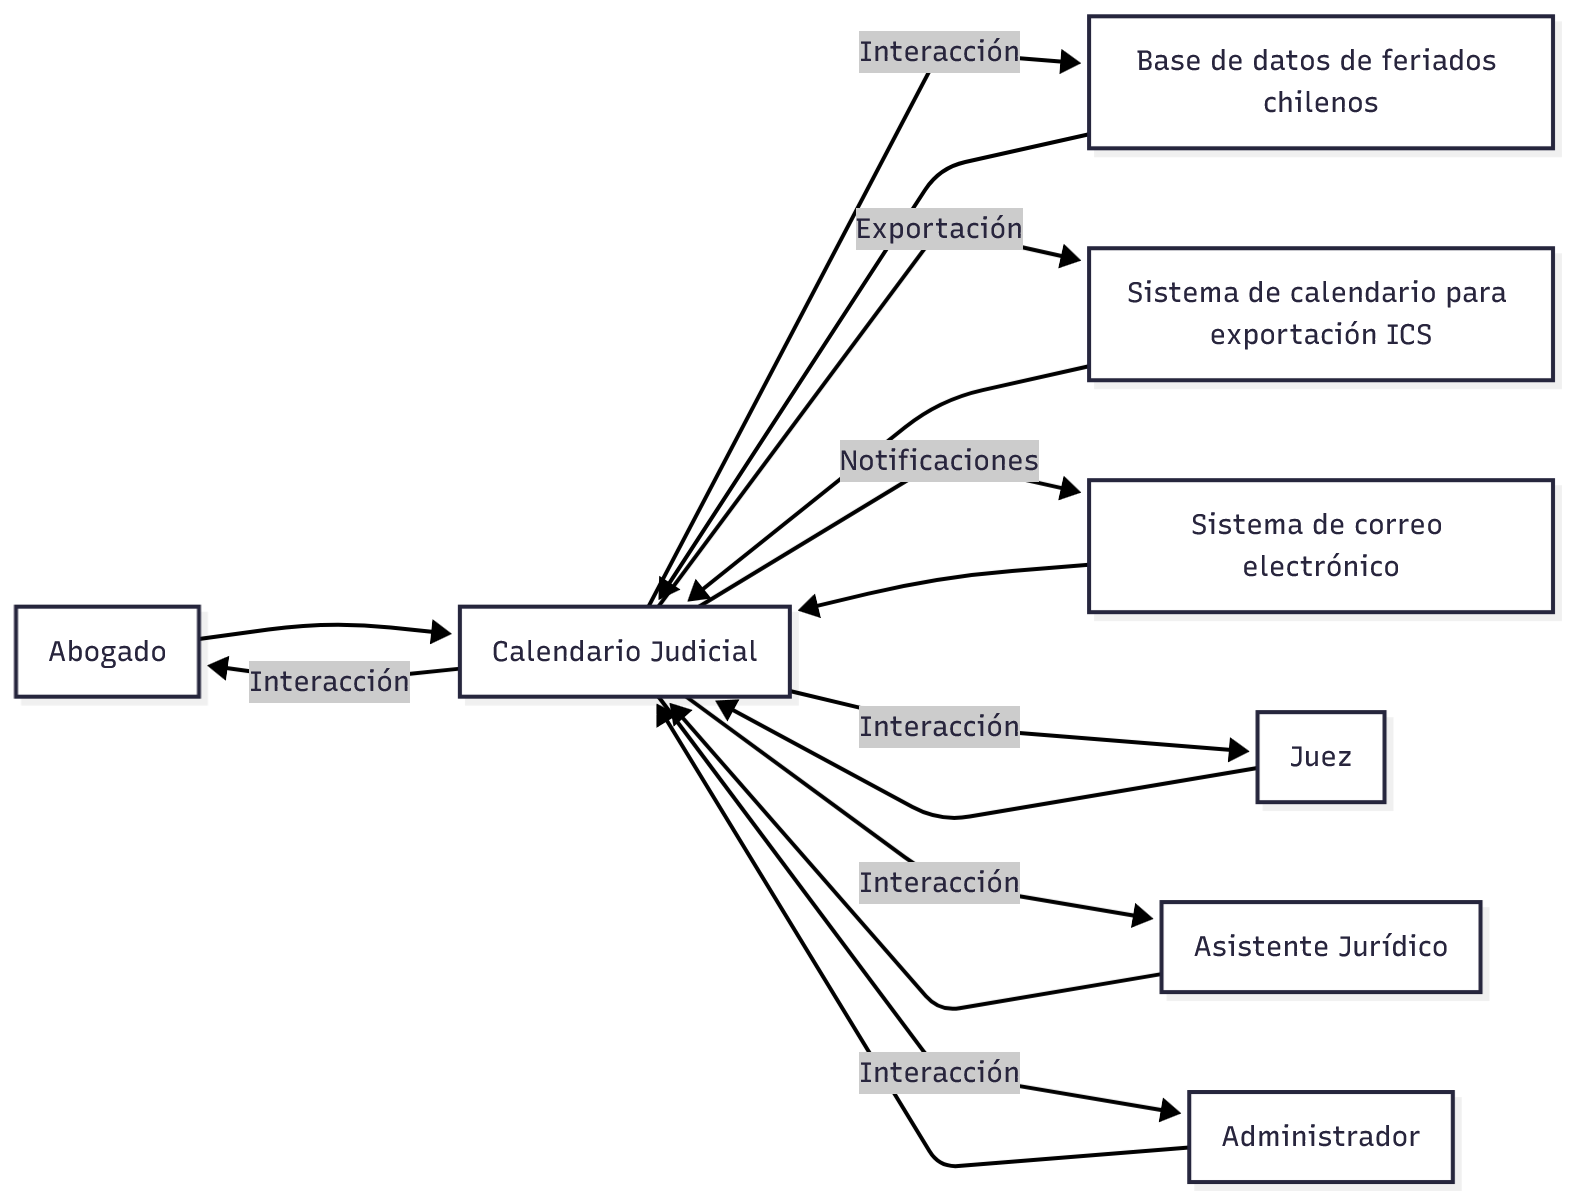 Interacción
Base de datos de feriados
chilenos
Exportación
Sistema de calendario para
exportación ICS
Notificaciones
Sistema de correo
electrónico
Abogado
Interacción
Calendario Judicial
Interacción
Juez
Interacción
Asistente Jurídico
Interacción
Administrador